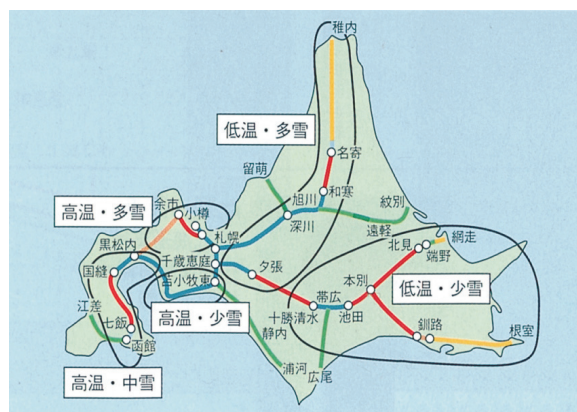 稚内
低温・多雪
名寄
留萌
旭川
和寒
紋別
余市
小樽
高温・多雪
深川
遠軽
網走
札幌
北見
端野
黒松内
千歳恵庭
夕張
国縫
苫小牧東
本別
低温・少雪
帯広
江差
高温・少雪
十勝清水
池田
七飯
静内
釧路
根室
函館
高温・中雪
浦河
広尾